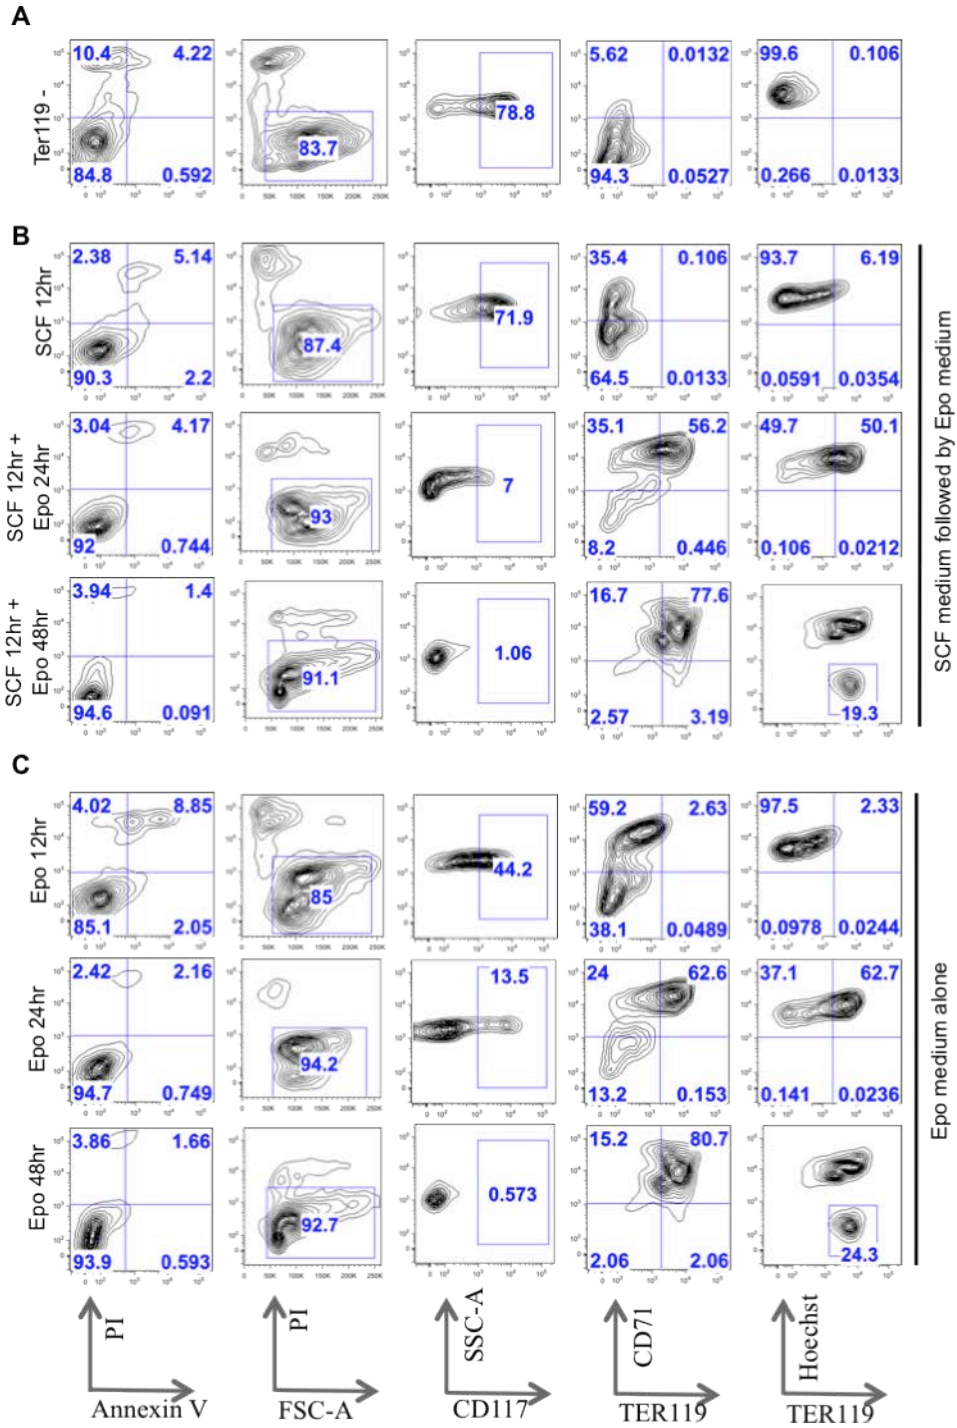 A
Ter119 -
10.4 4.22
84.8 0.592
83.7
78.8
5.62 0.0132
94.3 0.0527
99.6 0.106
0.266 0.0133
B
SCF medium followed by Epo medium
SCF 12hr
2.38 5.14
90.3 2.2
87.4
71.9
35.4 0.106
64.5 0.0133
93.7 6.19
0.0591 0.0354
SCF 12hr +
Epo 24hr
3.04 4.17
92 0.744
93
7
35.1 56.2
8.2 0.446
49.7 50.1
0.106 0.0212
SCF 12hr +
Epo 48hr
3.94 1.4
94.6 0.091
91.1
1.06
16.7 77.6
2.57 3.19
19.3
C
Epo medium alone
Epo 12hr
4.02 8.85
85.1 2.05
85
44.2
59.2 2.63
38.1 0.0489
97.5 2.33
0.0978 0.0244
Epo 24hr
2.42 2.16
94.7 0.749
94.2
13.5
24 62.6
13.2 0.153
37.1 62.7
0.141 0.0236
Epo 48hr
3.86 1.66
93.9 0.593
92.7
0.573
15.2 80.7
2.06 2.06
24.3
PI
Annexin V
PI
FSC-A
SSC-A
CD117
CD71
TER119
Hoechst
TER119